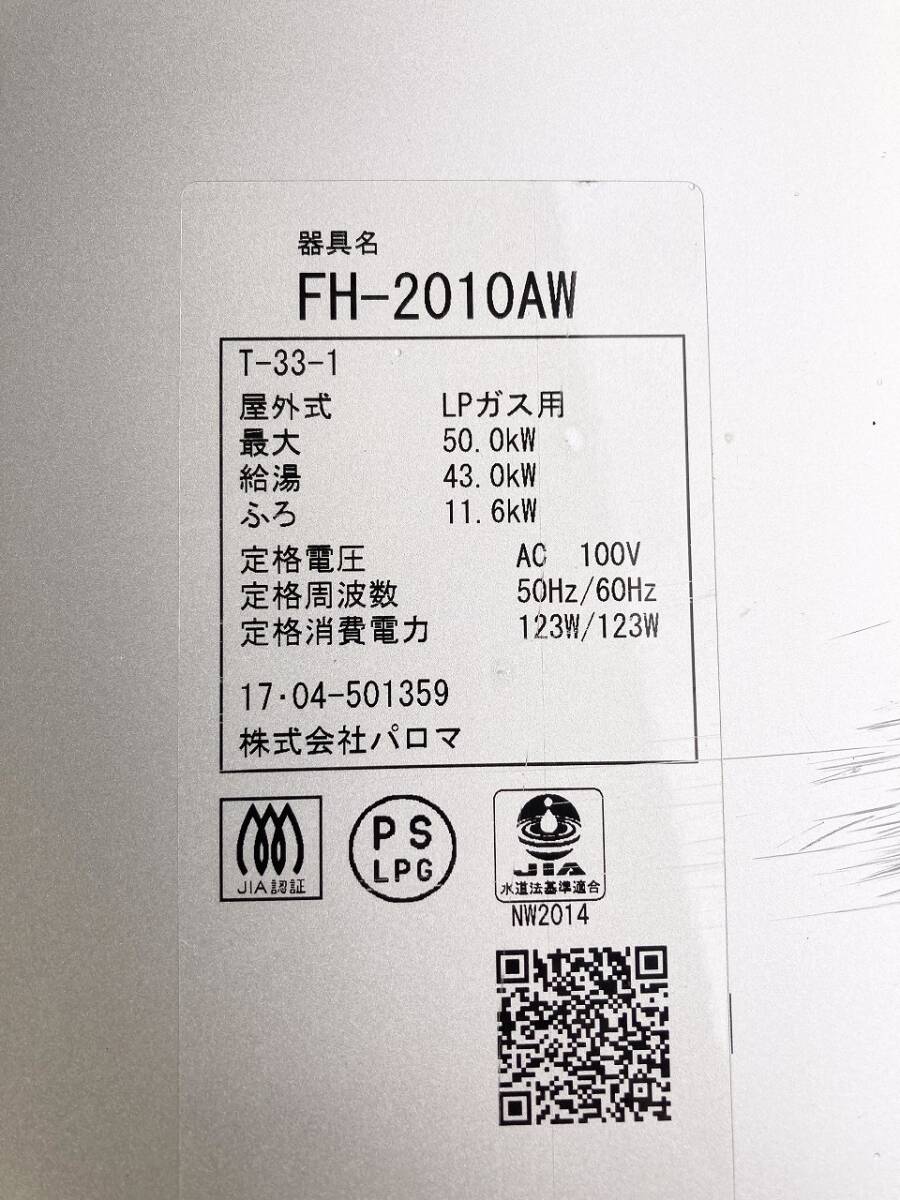 器具名
FH-2010AW
T-33-1
屋外式 LPガス用
最大 50.0kW
給湯 43.0kW
ふろ 11.6kW
定格電圧 AC 100V
定格周波数 50Hz/60Hz
定格消費電力 123W/123W
17・04-501359
株式会社パロマ
JIA認証
PS
LPG
JIA
水道法基準適合
NW2014